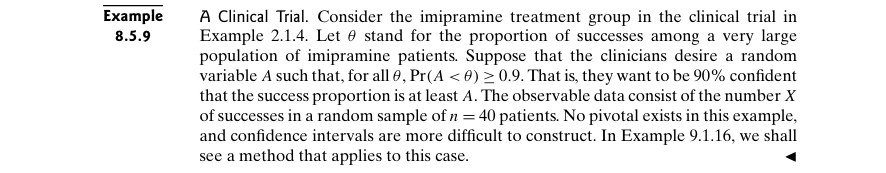 Example
8.5.9
A Clinical Trial. Consider the imipramine treatment group in the clinical trial in
Example 2.1.4. Let θ stand for the proportion of successes among a very large
population of imipramine patients. Suppose that the clinicians desire a random
variable A such that, for all θ, Pr(A < θ) ≥ 0.9. That is, they want to be 90% confident
that the success proportion is at least A. The observable data consist of the number X
of successes in a random sample of n = 40 patients. No pivotal exists in this example,
and confidence intervals are more difficult to construct. In Example 9.1.16, we shall
see a method that applies to this case. ◄